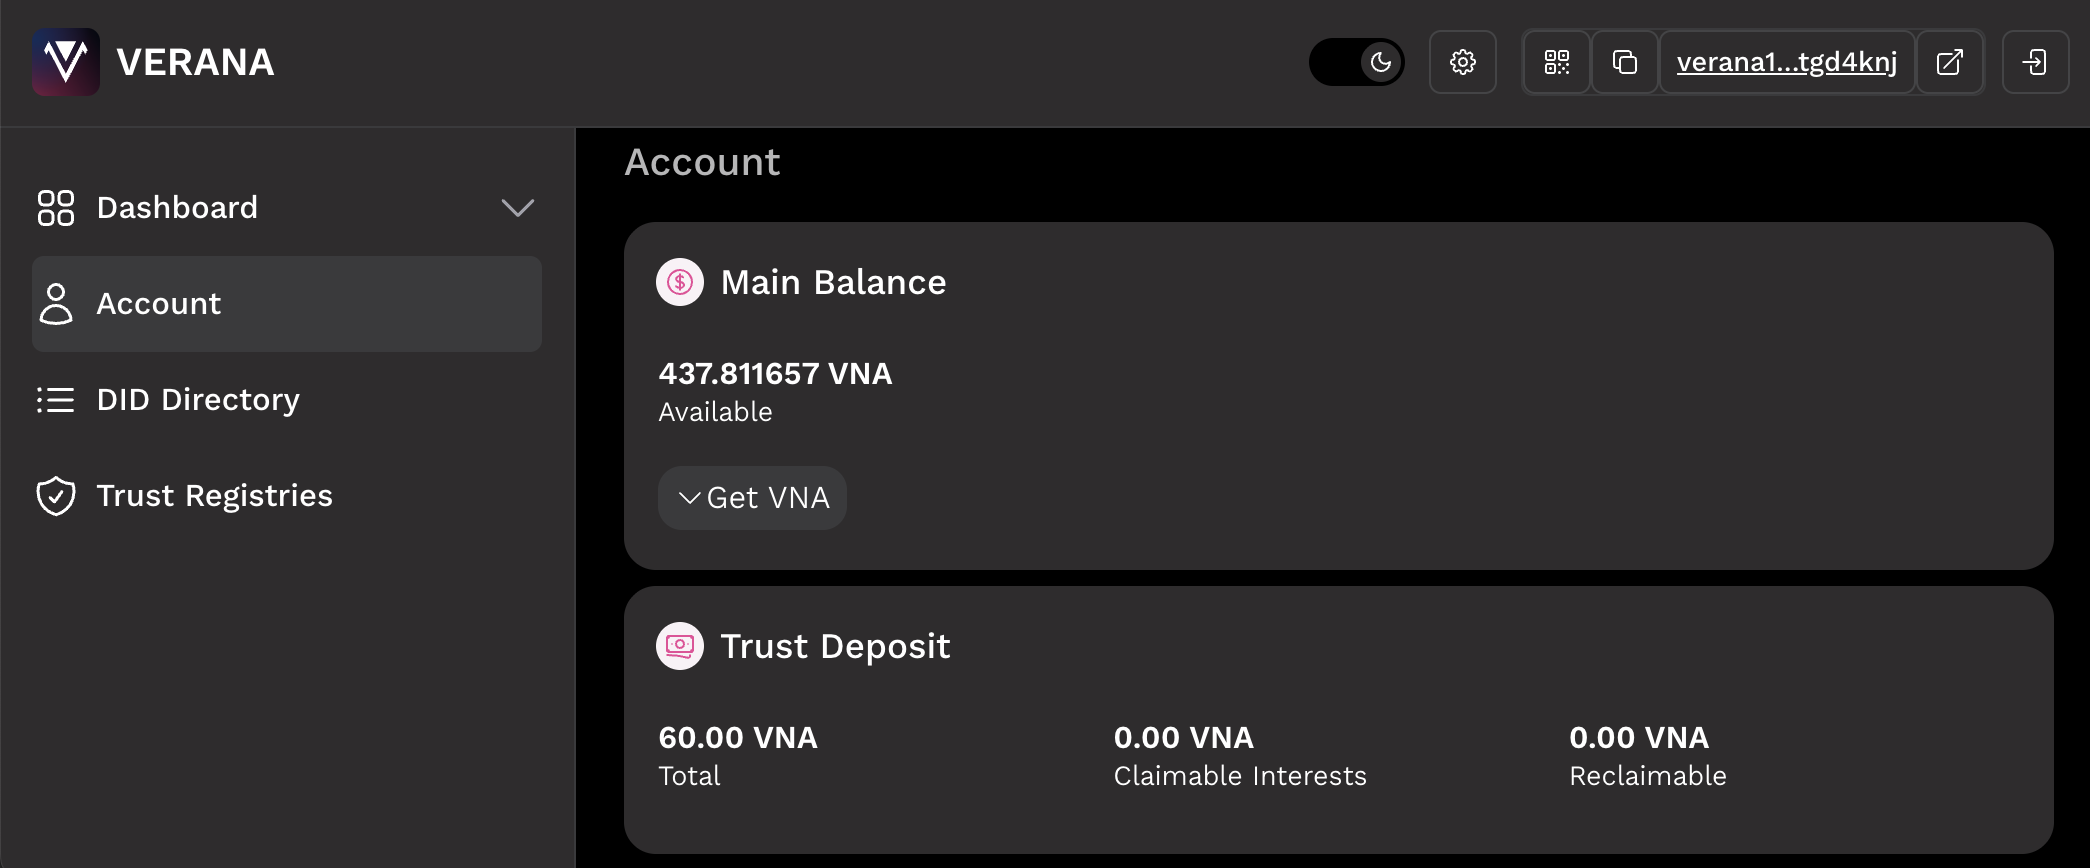 VERANA
verana1...tgd4knj
Dashboard
Account
DID Directory
Trust Registries
Account
Main Balance
437.811657 VNA
Available
Get VNA
Trust Deposit
60.00 VNA
Total
0.00 VNA
Claimable Interests
0.00 VNA
Reclaimable